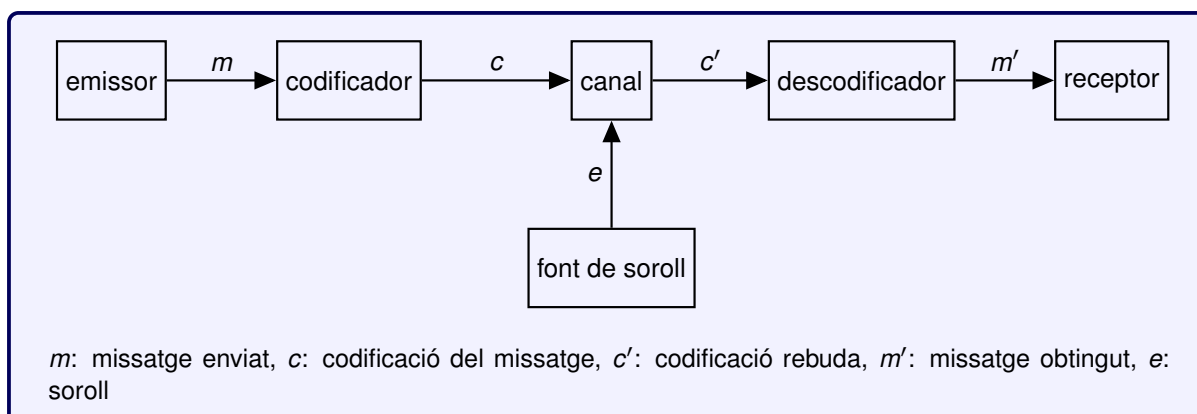 m c c′ m′
emissor codificador canal descodificador receptor
e
font de soroll
m: missatge enviat, c: codificació del missatge, c′: codificació rebuda, m′: missatge obtingut, e:
soroll